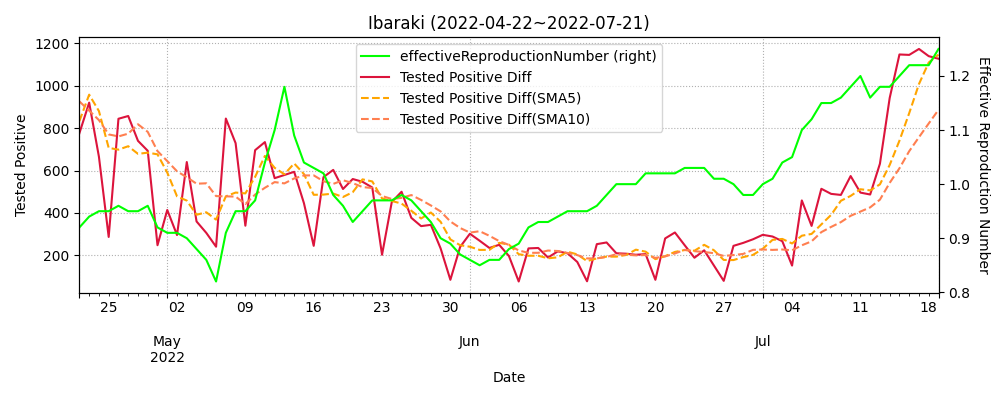 Ibaraki (2022-04-22~2022-07-21)
effectiveReproductionNumber (right)
Tested Positive Diff
Tested Positive Diff(SMA5)
Tested Positive Diff(SMA10)
Tested Positive
1200
1000
800
600
400
200
Effective Reproduction Number
1.2
1.1
1.0
0.9
0.8
25 02 09 16 23 30 06 13 20 27 04 11 18
May Jun Jul
2022
Date